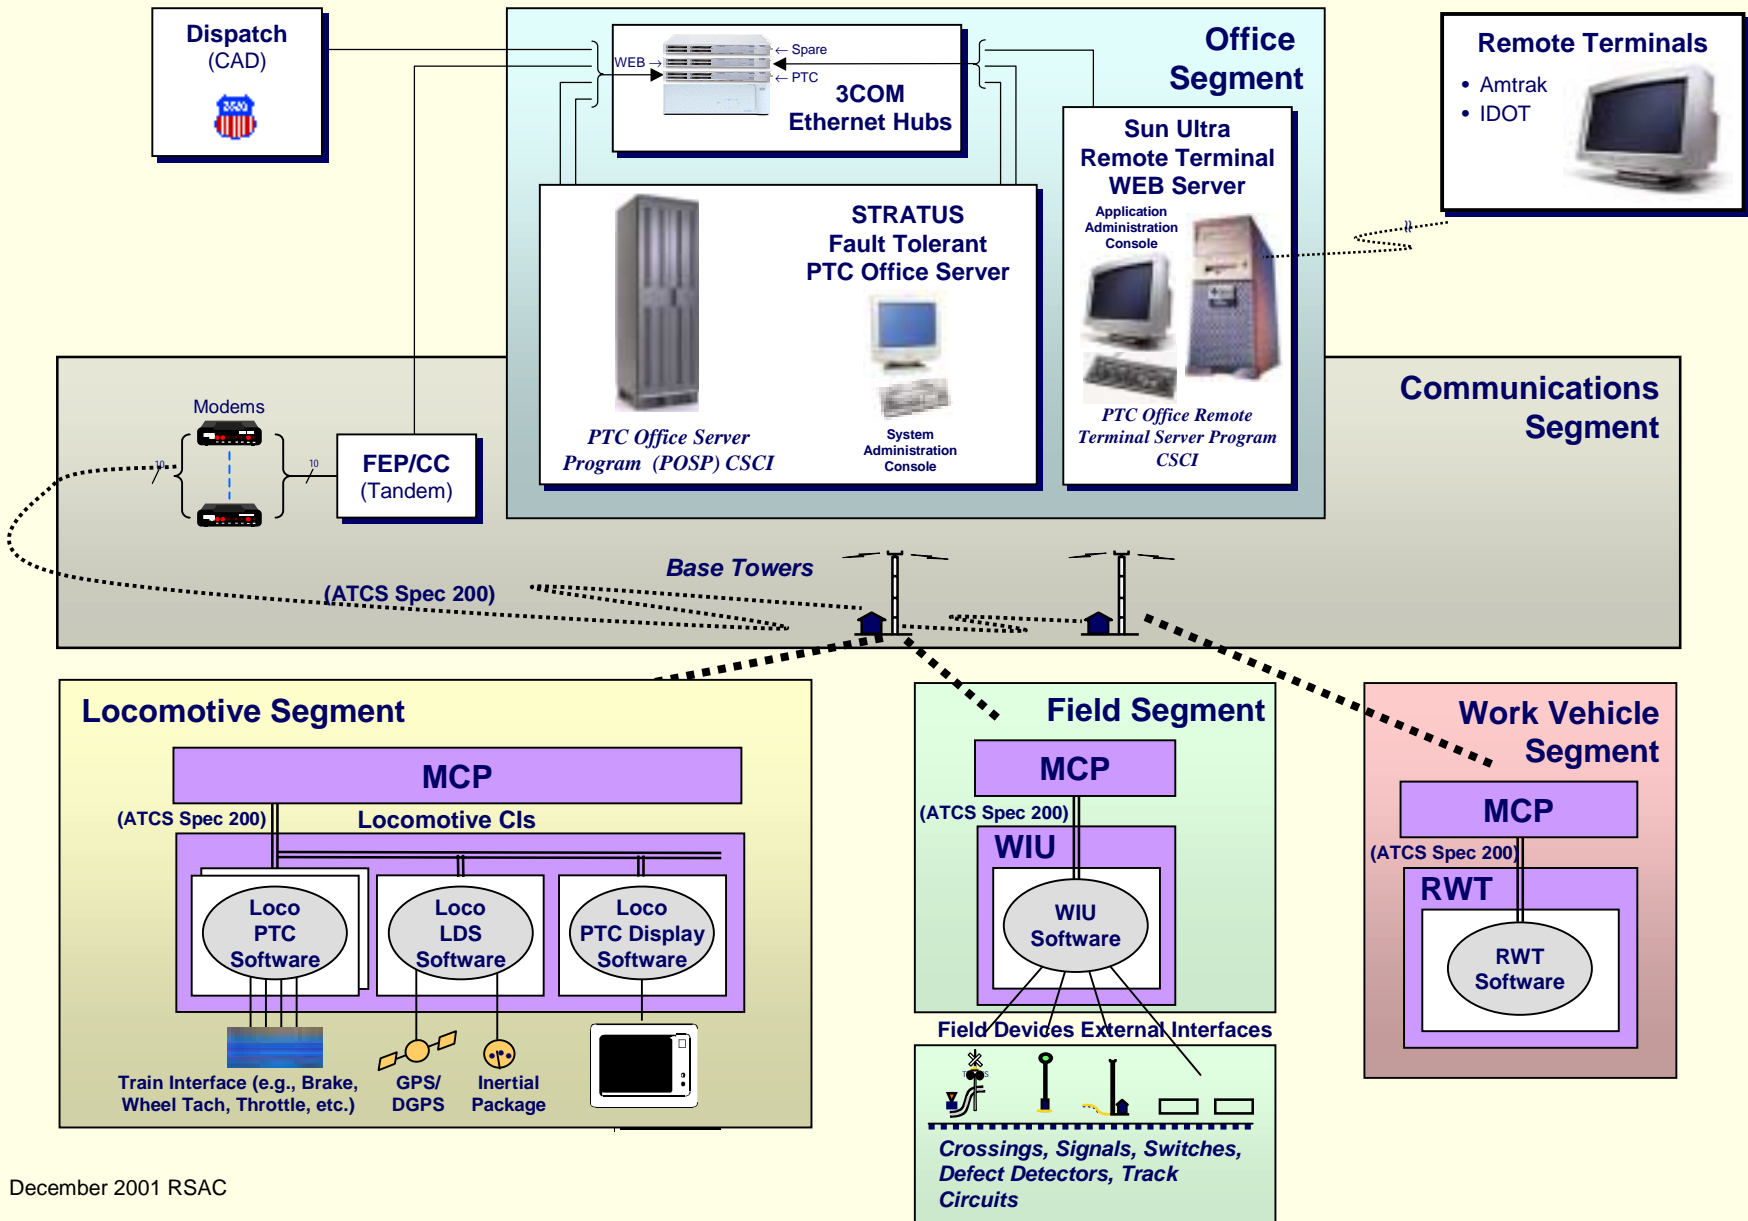 Dispatch
(CAD)
WEB →
← Spare
← PTC
3COM
Ethernet Hubs
Office
Segment
Remote Terminals
• Amtrak
• IDOT
STRATUS
Fault Tolerant
PTC Office Server
PTC Office Server
Program (POSP) CSCI
System
Administration
Console
Sun Ultra
Remote Terminal
WEB Server
Application
Administration
Console
PTC Office Remote
Terminal Server Program
CSCI
Communications
Segment
Modems
10
10
FEP/CC
(Tandem)
(ATCS Spec 200)
Base Towers
Locomotive Segment
MCP
(ATCS Spec 200)
Locomotive CIs
Loco
PTC
Software
Loco
LDS
Software
Loco
PTC Display
Software
Train Interface (e.g., Brake,
Wheel Tach, Throttle, etc.)
GPS/
DGPS
Inertial
Package
Field Segment
MCP
(ATCS Spec 200)
WIU
WIU
Software
Field Devices External Interfaces
Crossings, Signals, Switches,
Defect Detectors, Track
Circuits
Work Vehicle
Segment
MCP
(ATCS Spec 200)
RWT
RWT
Software
December 2001 RSAC